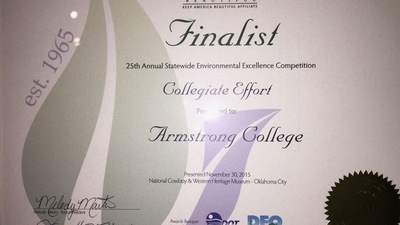 KEEP AMERICA BEAUTIFUL AFFILIATE
est. 1965
Finalist
25th Annual Statewide Environmental Excellence Competition
Collegiate Effort
Presented to:
Armstrong College
Presented November 30, 2015
National Cowboy & Western Heritage Museum - Oklahoma City
Awards Banquet
DEQ